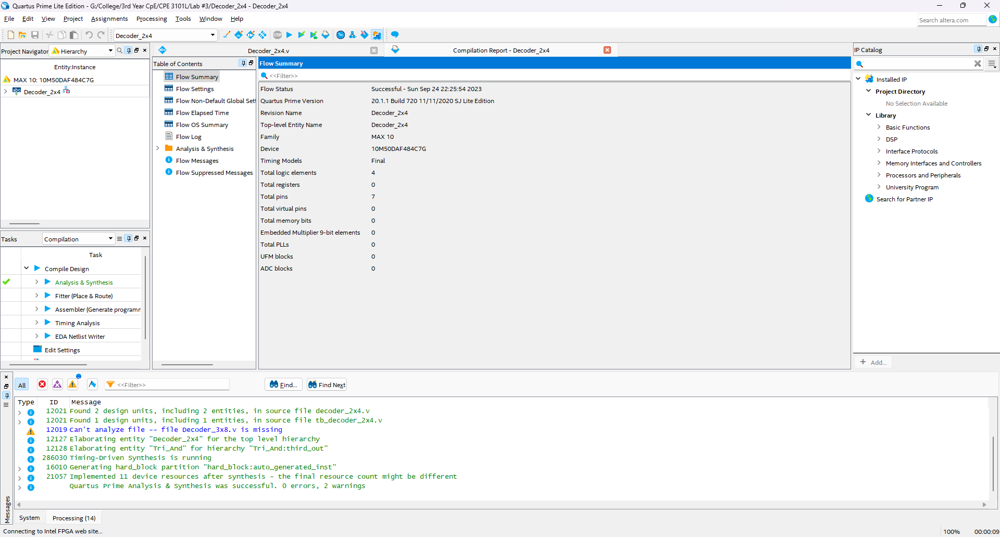 Quartus Prime Lite Edition - G:/College/3rd Year CpE/CPE 3101L/Lab #3/Decoder_2x4 - Decoder_2x4
File Edit View Project Assignments Processing Tools Window Help
Search altera.com
Decoder_2x4
Project Navigator Hierarchy
Entity:Instance
MAX 10: 10M50DAF484C7G
Decoder_2x4
Tasks Compilation
Task
Compile Design
Analysis & Synthesis
Fitter (Place & Route)
Assembler (Generate programm
Timing Analysis
EDA Netlist Writer
Edit Settings
Decoder_2x4.v
Compilation Report - Decoder_2x4
Table of Contents
Flow Summary
Flow Settings
Flow Non-Default Global Sett
Flow Elapsed Time
Flow OS Summary
Flow Log
Analysis & Synthesis
Flow Messages
Flow Suppressed Messages
Flow Summary
<<Filter>>
Flow Status Successful - Sun Sep 24 22:25:54 2023
Quartus Prime Version 20.1.1 Build 720 11/11/2020 SJ Lite Edition
Revision Name Decoder_2x4
Top-level Entity Name Decoder_2x4
Family MAX 10
Device 10M50DAF484C7G
Timing Models Final
Total logic elements 4
Total registers 0
Total pins 7
Total virtual pins 0
Total memory bits 0
Embedded Multiplier 9-bit elements 0
Total PLLs 0
UFM blocks 0
ADC blocks 0
IP Catalog
Installed IP
Project Directory
No Selection Available
Library
Basic Functions
DSP
Interface Protocols
Memory Interfaces and Controllers
Processors and Peripherals
University Program
Search for Partner IP
+ Add...
All <<Filter>> Find... Find Next
Type ID Message
12021 Found 2 design units, including 2 entities, in source file decoder_2x4.v
12021 Found 1 design units, including 1 entities, in source file tb_decoder_2x4.v
12019 Can't analyze file -- file Decoder_3x8.v is missing
12127 Elaborating entity "Decoder_2x4" for the top level hierarchy
12128 Elaborating entity "Tri_And" for hierarchy "Tri_And:third_out"
286030 Timing-Driven Synthesis is running
16010 Generating hard_block partition "hard_block:auto_generated_inst"
21057 Implemented 11 device resources after synthesis - the final resource count might be different
Quartus Prime Analysis & Synthesis was successful. 0 errors, 2 warnings
Messages
System Processing (14)
Connecting to Intel FPGA web site...
100% 00:00:09